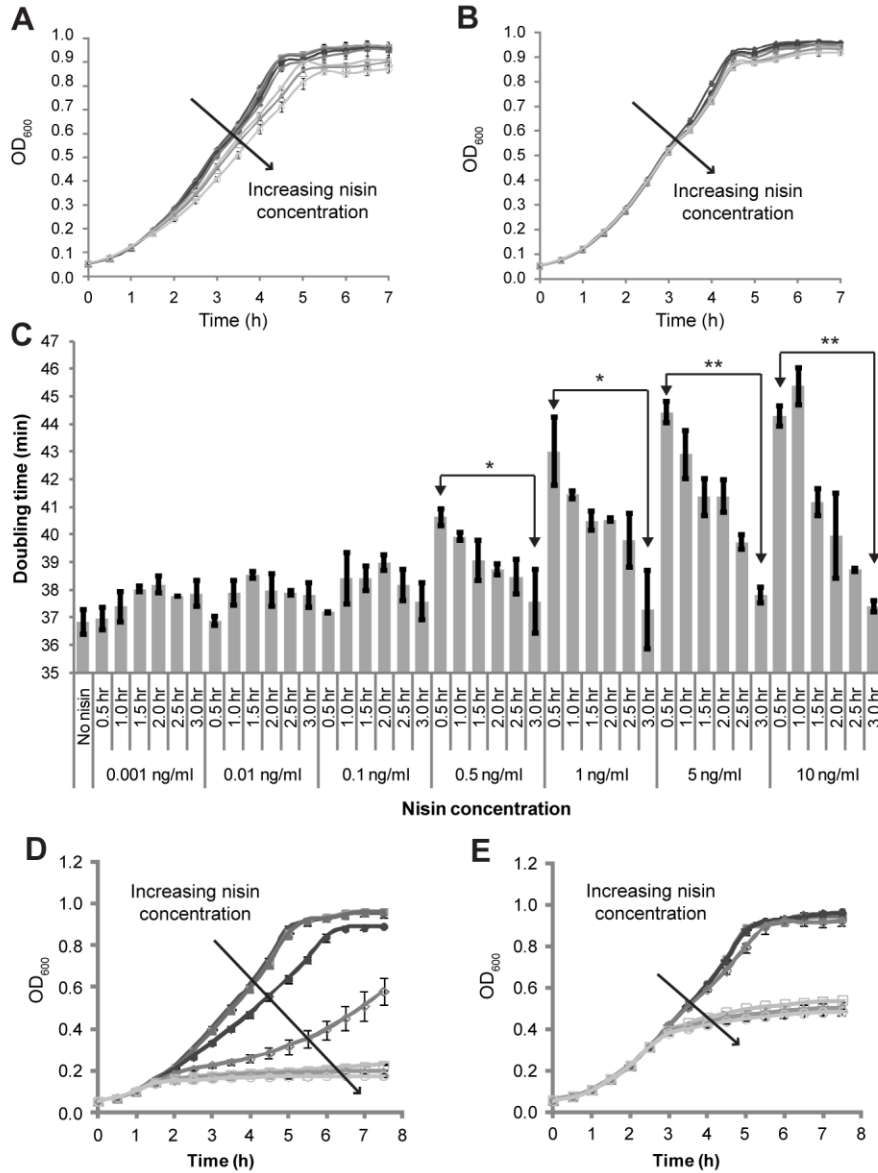 A
1.0
0.9
0.8
0.7
0.6
0.5
0.4
0.3
0.2
0.1
0.0
OD600
Increasing nisin
concentration
0 1 2 3 4 5 6 7
Time (h)
B
1.0
0.9
0.8
0.7
0.6
0.5
0.4
0.3
0.2
0.1
0.0
OD600
Increasing nisin
concentration
0 1 2 3 4 5 6 7
Time (h)
C
47
46
45
44
43
42
41
40
39
38
37
36
35
Doubling time (min)
* * ** **
No nisin 0.5 hr 1.0 hr 1.5 hr 2.0 hr 2.5 hr 3.0 hr 0.5 hr 1.0 hr 1.5 hr 2.0 hr 2.5 hr 3.0 hr 0.5 hr 1.0 hr 1.5 hr 2.0 hr 2.5 hr 3.0 hr 0.5 hr 1.0 hr 1.5 hr 2.0 hr 2.5 hr 3.0 hr 0.5 hr 1.0 hr 1.5 hr 2.0 hr 2.5 hr 3.0 hr 0.5 hr 1.0 hr 1.5 hr 2.0 hr 2.5 hr 3.0 hr 0.5 hr 1.0 hr 1.5 hr 2.0 hr 2.5 hr 3.0 hr
0.001 ng/ml 0.01 ng/ml 0.1 ng/ml 0.5 ng/ml 1 ng/ml 5 ng/ml 10 ng/ml
Nisin concentration
D
1.2
1.0
0.8
0.6
0.4
0.2
0.0
OD600
Increasing nisin
concentration
0 1 2 3 4 5 6 7 8
Time (h)
E
1.2
1.0
0.8
0.6
0.4
0.2
0.0
OD600
Increasing nisin
concentration
0 1 2 3 4 5 6 7 8
Time (h)